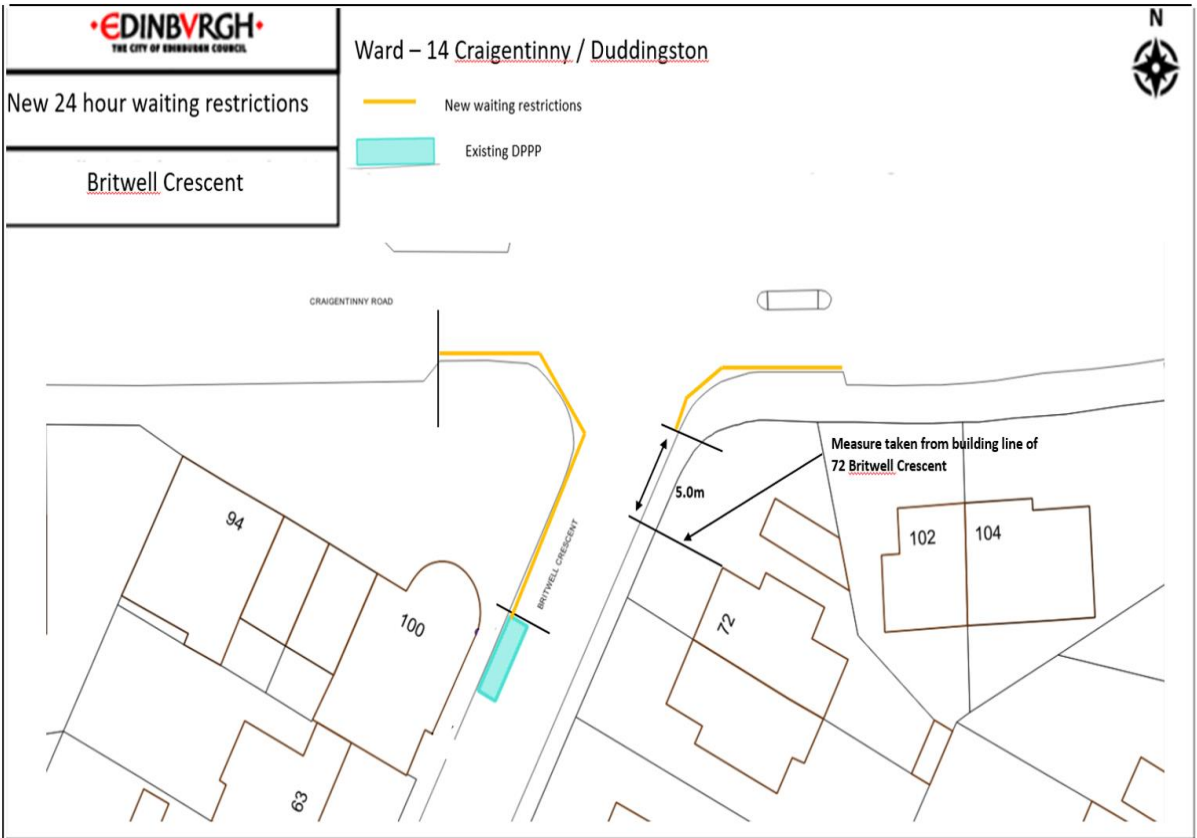 •EDINBVRGH•
THE CITY OF EDINBURGH COUNCIL
Ward – 14 Craigentinny / Duddingston
N
New 24 hour waiting restrictions
New waiting restrictions
Existing DPPP
Britwell Crescent
CRAIGENTINNY ROAD
Measure taken from building line of
72 Britwell Crescent
5.0m
94
102
104
BRITWELL CRESCENT
100
72
63